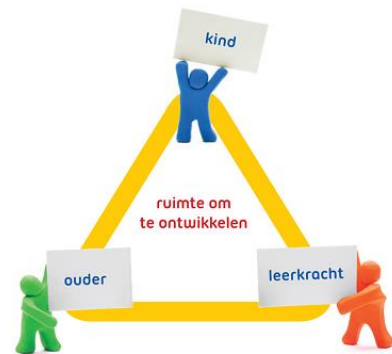 kind
ruimte om
te ontwikkelen
ouder
leerkracht